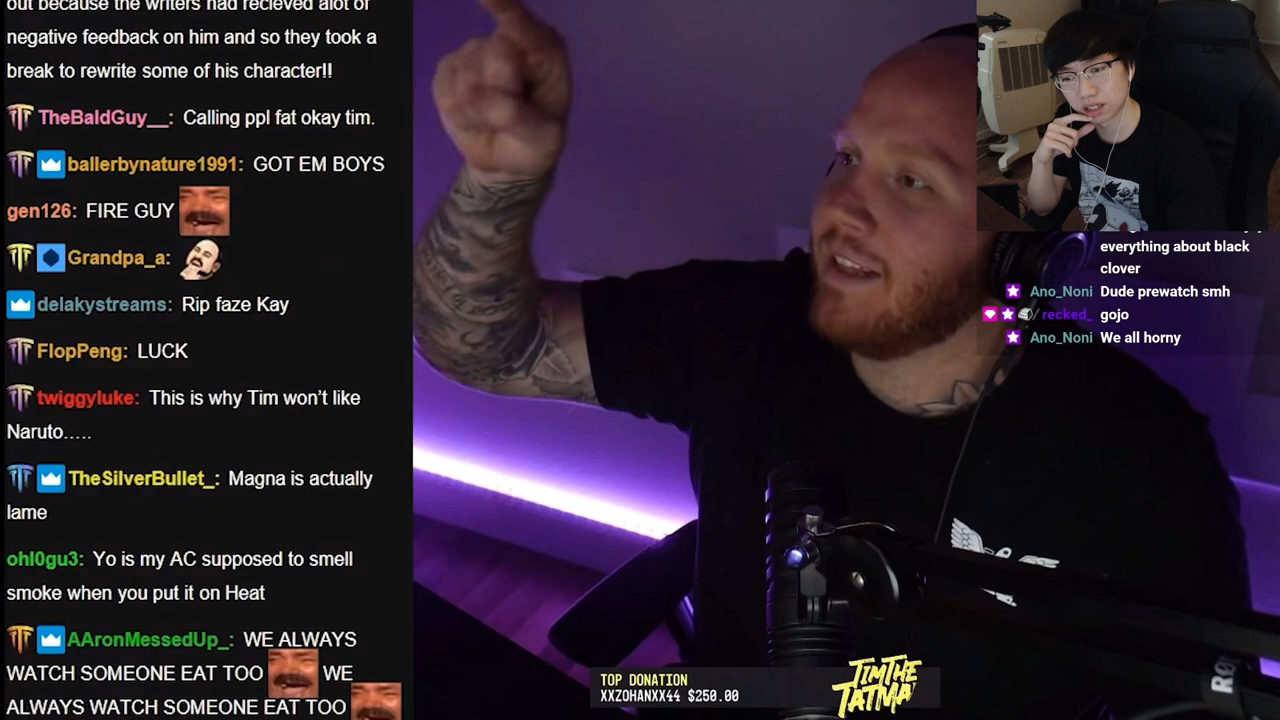 out because the writers had recieved alot of
negative feedback on him and so they took a
break to rewrite some of his character!!
TheBaldGuy__: Calling ppl fat okay tim.
ballerbynature1991: GOT EM BOYS
gen126: FIRE GUY
Grandpa_a:
delakystreams: Rip faze Kay
FlopPeng: LUCK
twiggyluke: This is why Tim won't like
Naruto.....
TheSilverBullet_: Magna is actually
lame
ohl0gu3: Yo is my AC supposed to smell
smoke when you put it on Heat
AAronMessedUp_: WE ALWAYS
WATCH SOMEONE EAT TOO WE
ALWAYS WATCH SOMEONE EAT TOO
everything about black
clover
Ano_Noni Dude prewatch smh
recked_ gojo
Ano_Noni We all horny
TOP DONATION
XXZOHANXX44 $250.00
TIMTHE
TATMAN